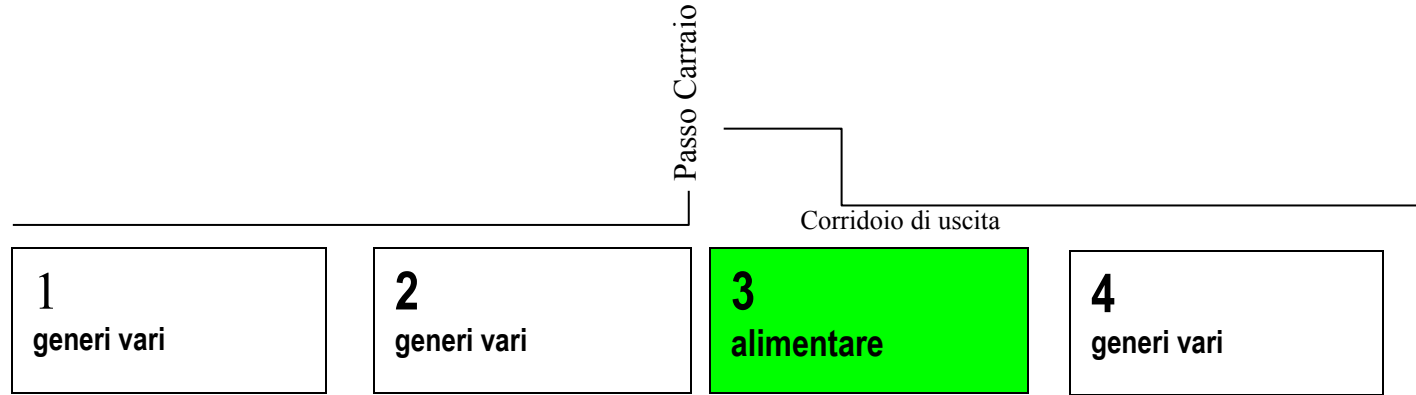 Passo Carraio
Corridoio di uscita
1
generi vari
2
generi vari
3
alimentare
4
generi vari